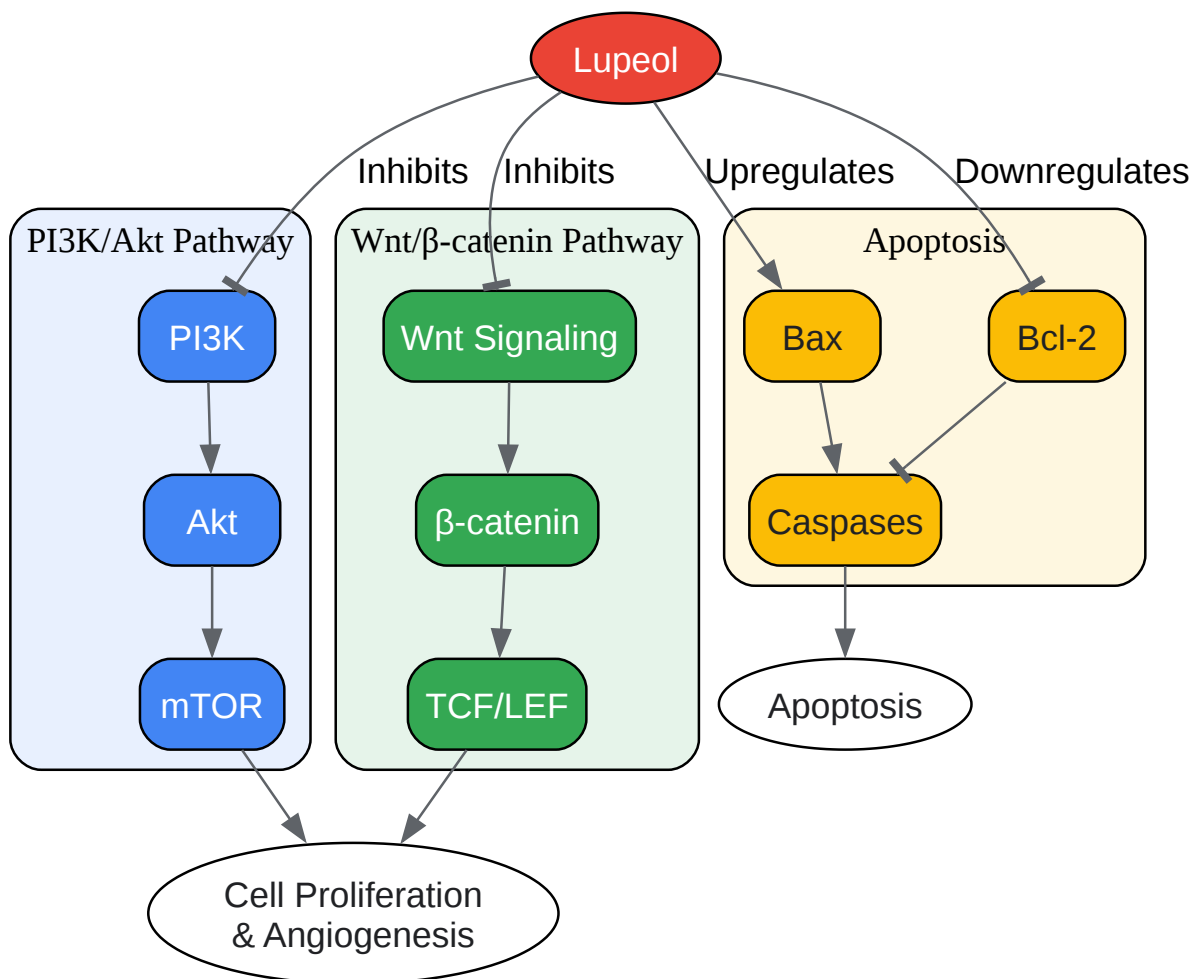 Lupeol
Inhibits
Inhibits
Upregulates
Downregulates
PI3K/Akt Pathway
Wnt/β-catenin Pathway
Apoptosis
PI3K
Wnt Signaling
Bax
Bcl-2
Akt
β-catenin
Caspases
mTOR
TCF/LEF
Apoptosis
Cell Proliferation
& Angiogenesis